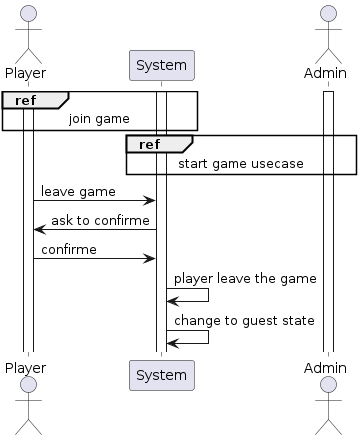 Player
System
Admin
ref
join game
ref
start game usecase
leave game
ask to confirme
confirme
player leave the game
change to guest state
Player
System
Admin